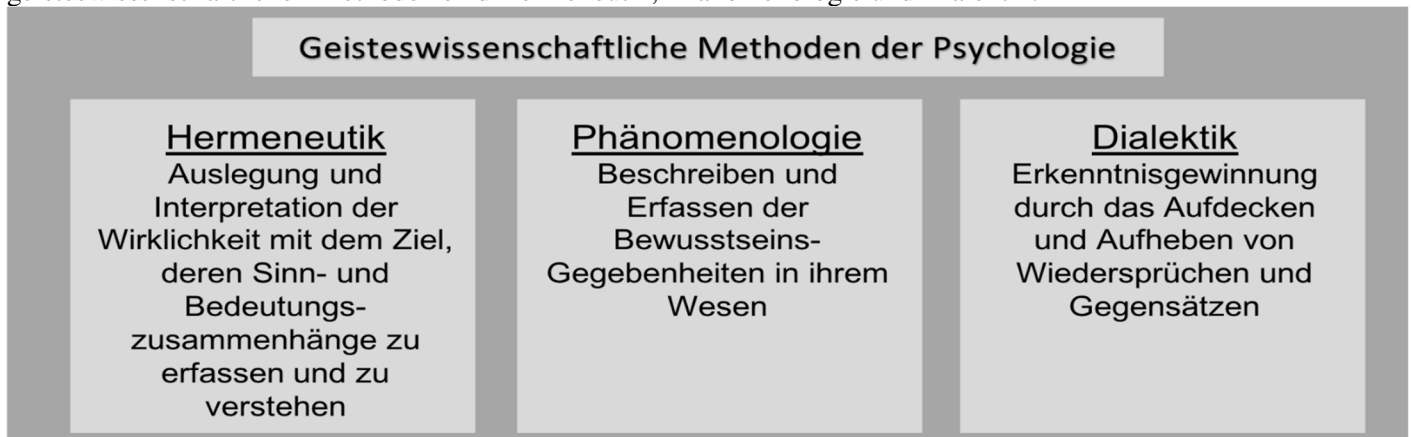 Geisteswissenschaftliche Methoden der Psychologie
Hermeneutik
Auslegung und
Interpretation der
Wirklichkeit mit dem Ziel,
deren Sinn- und
Bedeutungs-
zusammenhänge zu
erfassen und zu
verstehen
Phänomenologie
Beschreiben und
Erfassen der
Bewusstseins-
Gegebenheiten in ihrem
Wesen
Dialektik
Erkenntnisgewinnung
durch das Aufdecken
und Aufheben von
Wiedersprüchen und
Gegensätzen